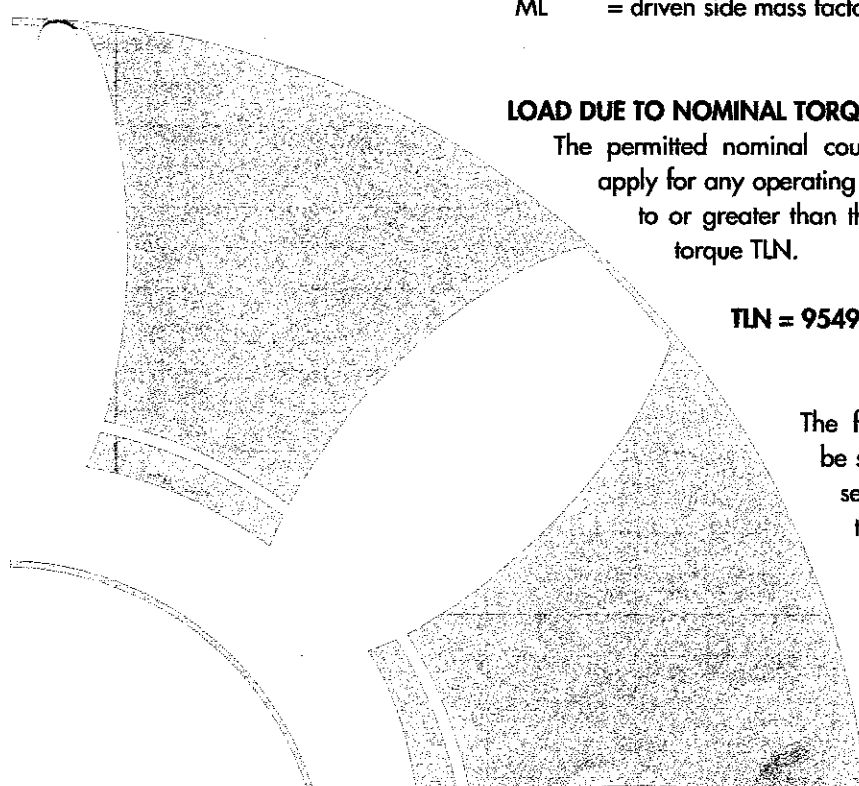 ML = driven side mass facto
LOAD DUE TO NOMINAL TORQ
The permitted nominal cou
apply for any operating
to or greater than th
torque TLN.
TLN = 9549
The f
be s
se
t